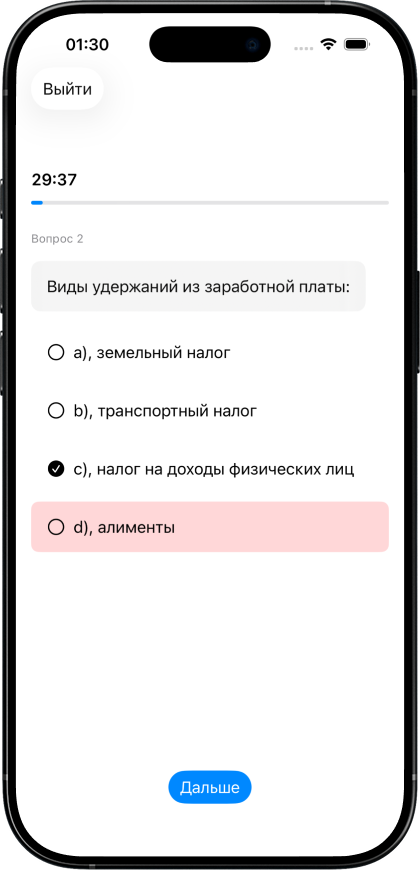 01:30
Выйти
29:37
Вопрос 2
Виды удержаний из заработной платы:
a), земельный налог
b), транспортный налог
c), налог на доходы физических лиц
d), алименты
Дальше